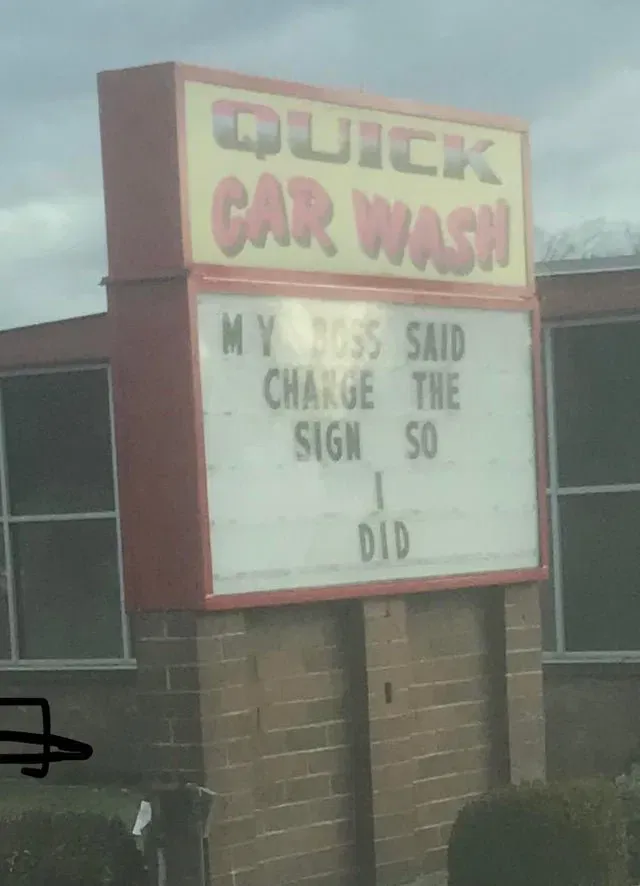 QUICK
CAR WASH
MY BOSS SAID
CHANGE THE
SIGN SO
I
DID